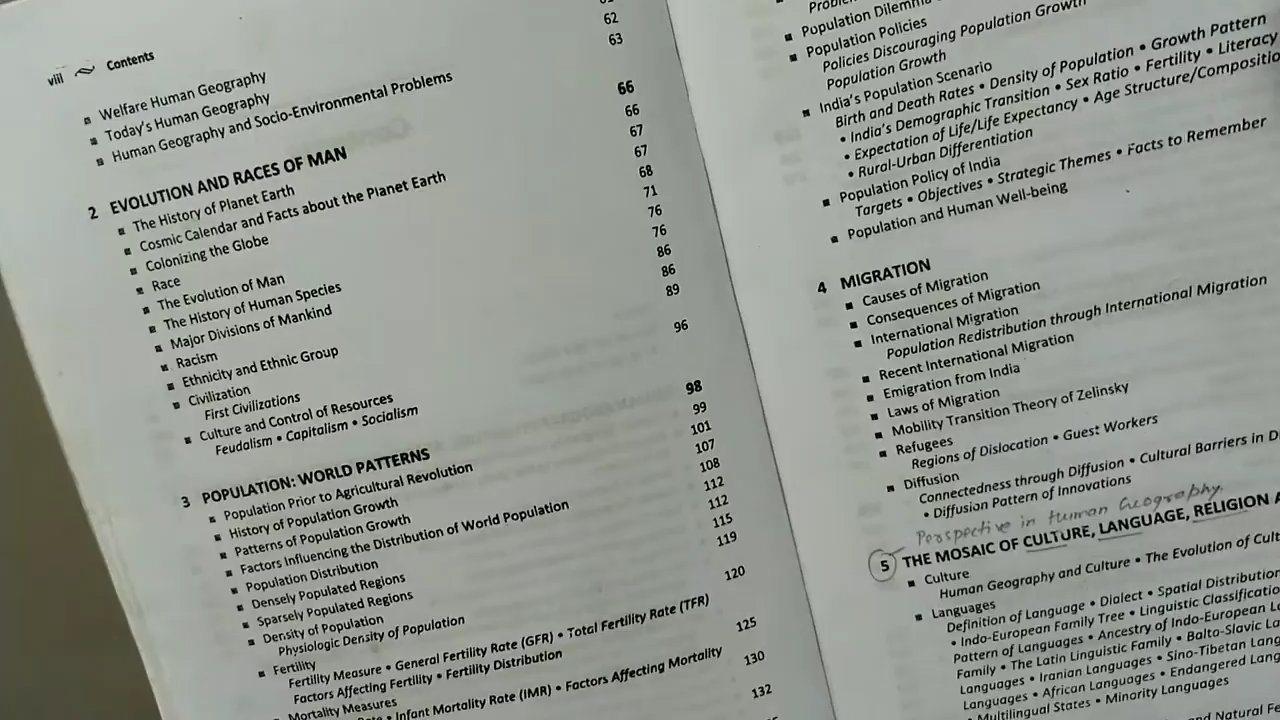 viii Contents
Welfare Human Geography
Today's Human Geography 62
Human Geography and Socio-Environmental Problems 63
2 EVOLUTION AND RACES OF MAN 66
The History of Planet Earth 66
Cosmic Calendar and Facts about the Planet Earth 67
Colonizing the Globe 67
Race 68
The Evolution of Man 71
The History of Human Species 76
Major Divisions of Mankind 76
Racism 86
Ethnicity and Ethnic Group 86
Civilization 89
First Civilizations
Culture and Control of Resources 96
Feudalism • Capitalism • Socialism
3 POPULATION: WORLD PATTERNS 98
Population Prior to Agricultural Revolution 99
History of Population Growth 101
Patterns of Population Growth 107
Factors Influencing the Distribution of World Population 108
Population Distribution 112
Densely Populated Regions 112
Sparsely Populated Regions 115
Density of Population 119
Physiologic Density of Population
Fertility 120
Fertility Measure • General Fertility Rate (GFR) • Total Fertility Rate (TFR)
Factors Affecting Fertility • Fertility Distribution
Mortality Measures 125
• Infant Mortality Rate (IMR) • Factors Affecting Mortality
130
132
Population Dilemma
Population Policies
Policies Discouraging Population Growth
Population Growth
India's Population Scenario
Birth and Death Rates • Density of Population • Growth Pattern
• India's Demographic Transition • Sex Ratio • Fertility • Literacy
• Expectation of Life/Life Expectancy • Age Structure/
• Rural-Urban Differentiation
Population Policy of India
Targets • Objectives • Strategic Themes • Facts to Remember
Population and Human Well-being
4 MIGRATION
Causes of Migration
Consequences of Migration
International Migration
Population Redistribution through International Migration
Recent International Migration
Emigration from India
Laws of Migration
Mobility Transition Theory of Zelinsky
Refugees
Regions of Dislocation • Guest Workers
Diffusion
Connectedness through Diffusion • Cultural Barriers in
• Diffusion Pattern of Innovations
Perspective in Human Geography.
5 THE MOSAIC OF CULTURE, LANGUAGE, RELIGION
Culture
Human Geography and Culture • The Evolution of
Languages
Definition of Language • Dialect • Spatial
• Indo-European Family Tree • Linguistic
Pattern of Languages • Ancestry of Indo-European
Family • The Latin Linguistic Family • Balto-Slavic
Languages • Iranian Languages • Sino-Tibetan
Languages • African Languages • Endangered
• Multilingual States • Minority Languages
and Natural